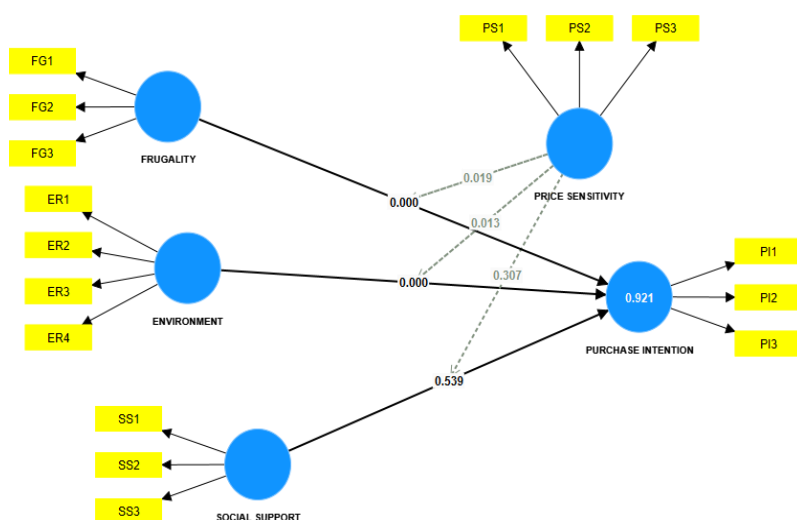 PS1
PS2
PS3
FG1
FG2
FG3
FRUGALITY
0.019
PRICE SENSITIVITY
0.000
ER1
0.013
ER2
ER3
ER4
0.000
0.307
ENVIRONMENT
PI1
0.921
PI2
PI3
PURCHASE INTENTION
0.539
SS1
SS2
SS3
SOCIAL SUPPORT